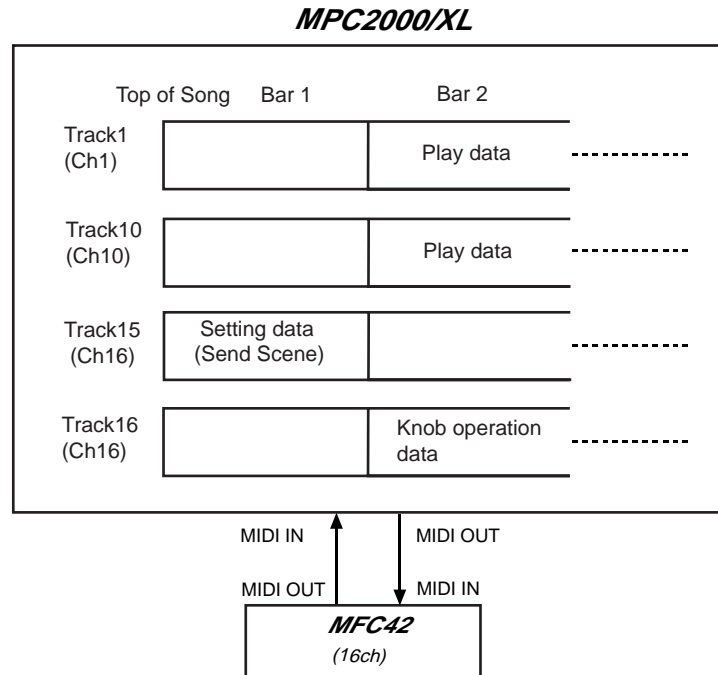 MPC2000/XL
Top of Song Bar 1 Bar 2
Track1
(Ch1)
Play data
Track10
(Ch10)
Play data
Track15
(Ch16)
Setting data
(Send Scene)
Track16
(Ch16)
Knob operation
data
MIDI IN MIDI OUT
MIDI OUT MIDI IN
MFC42
(16ch)